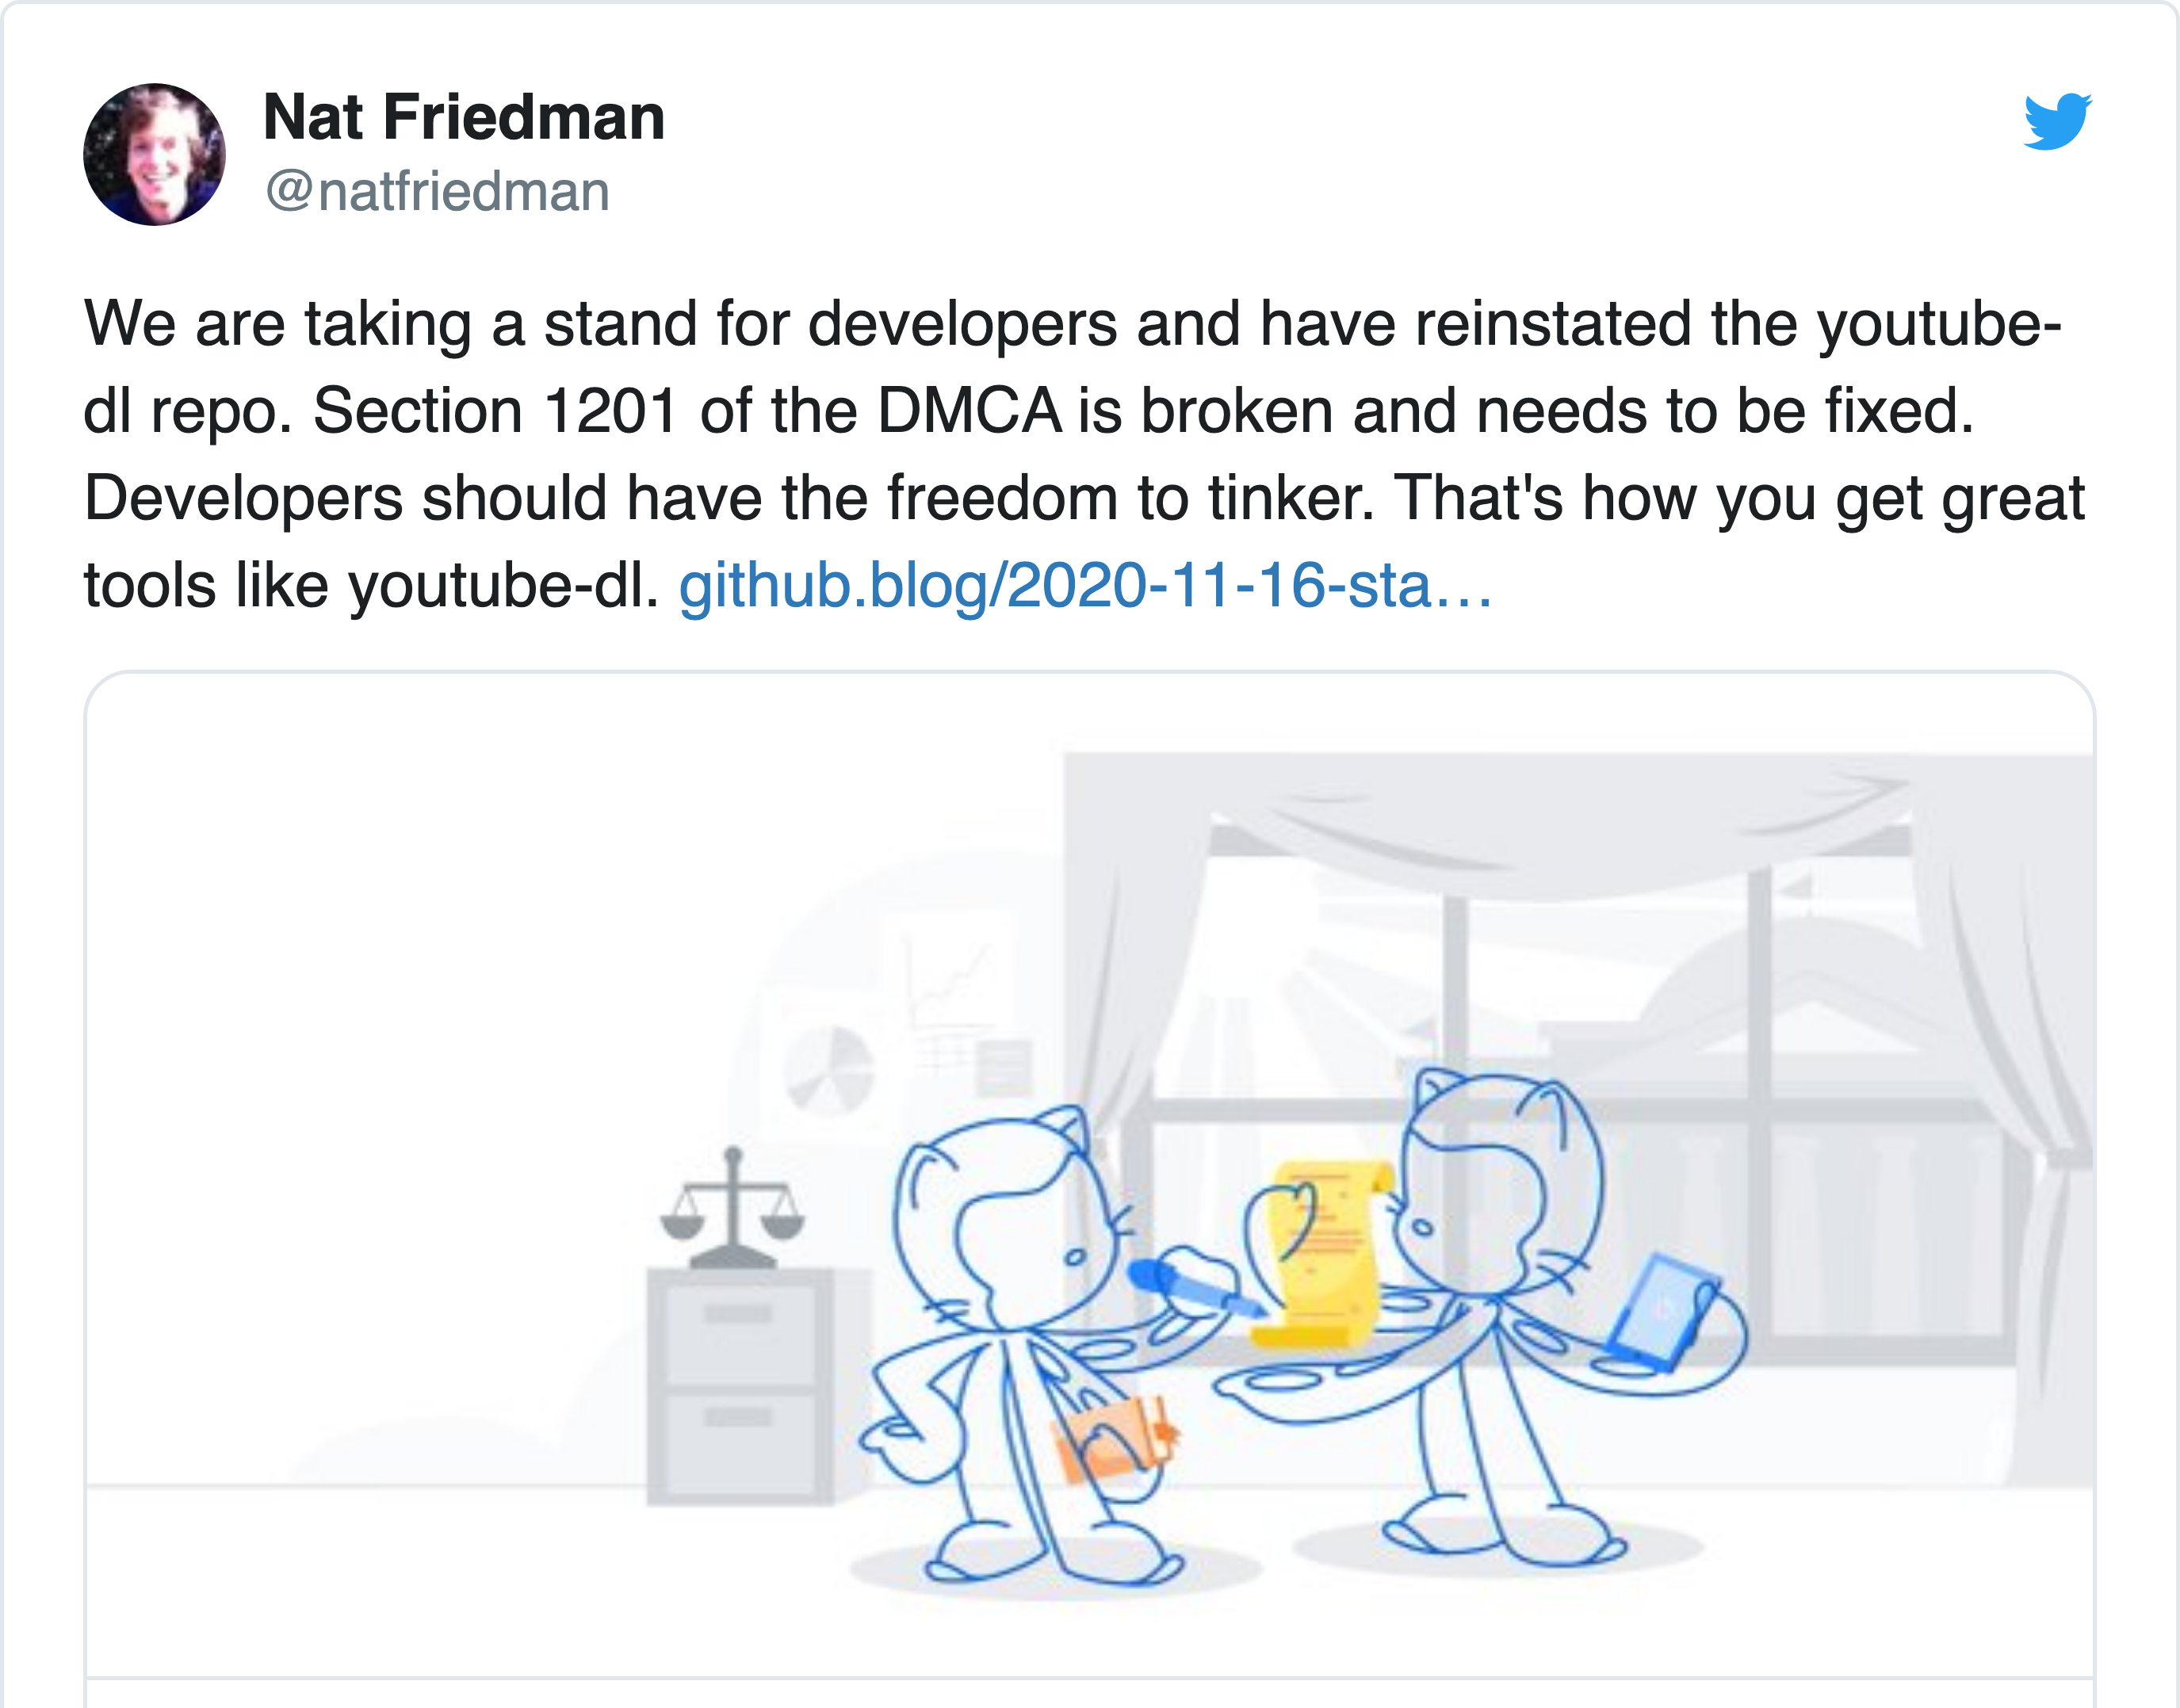 Nat Friedman
@natfriedman
We are taking a stand for developers and have reinstated the youtube-
dl repo. Section 1201 of the DMCA is broken and needs to be fixed.
Developers should have the freedom to tinker. That's how you get great
tools like youtube-dl. github.blog/2020-11-16-sta…